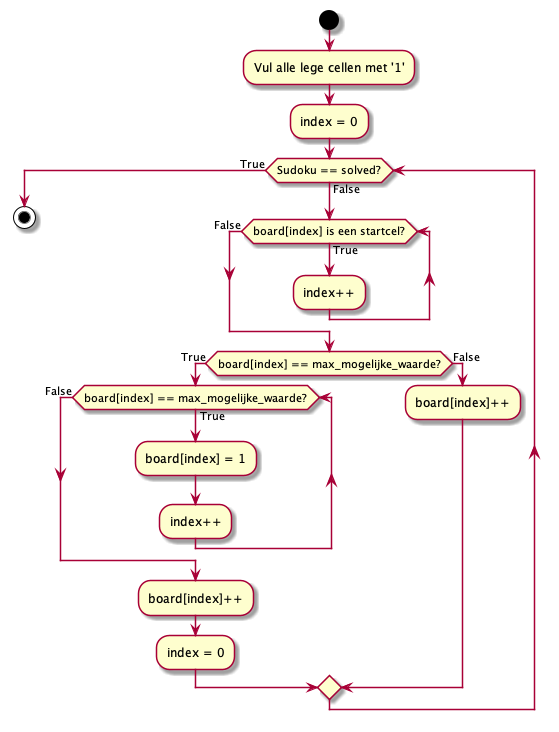 Vul alle lege cellen met '1'
index = 0
True
Sudoku == solved?
False
False
board[index] is een startcel?
True
index++
True
board[index] == max_mogelijke_waarde?
False
False
board[index] == max_mogelijke_waarde?
True
board[index]++
board[index] = 1
index++
board[index]++
index = 0